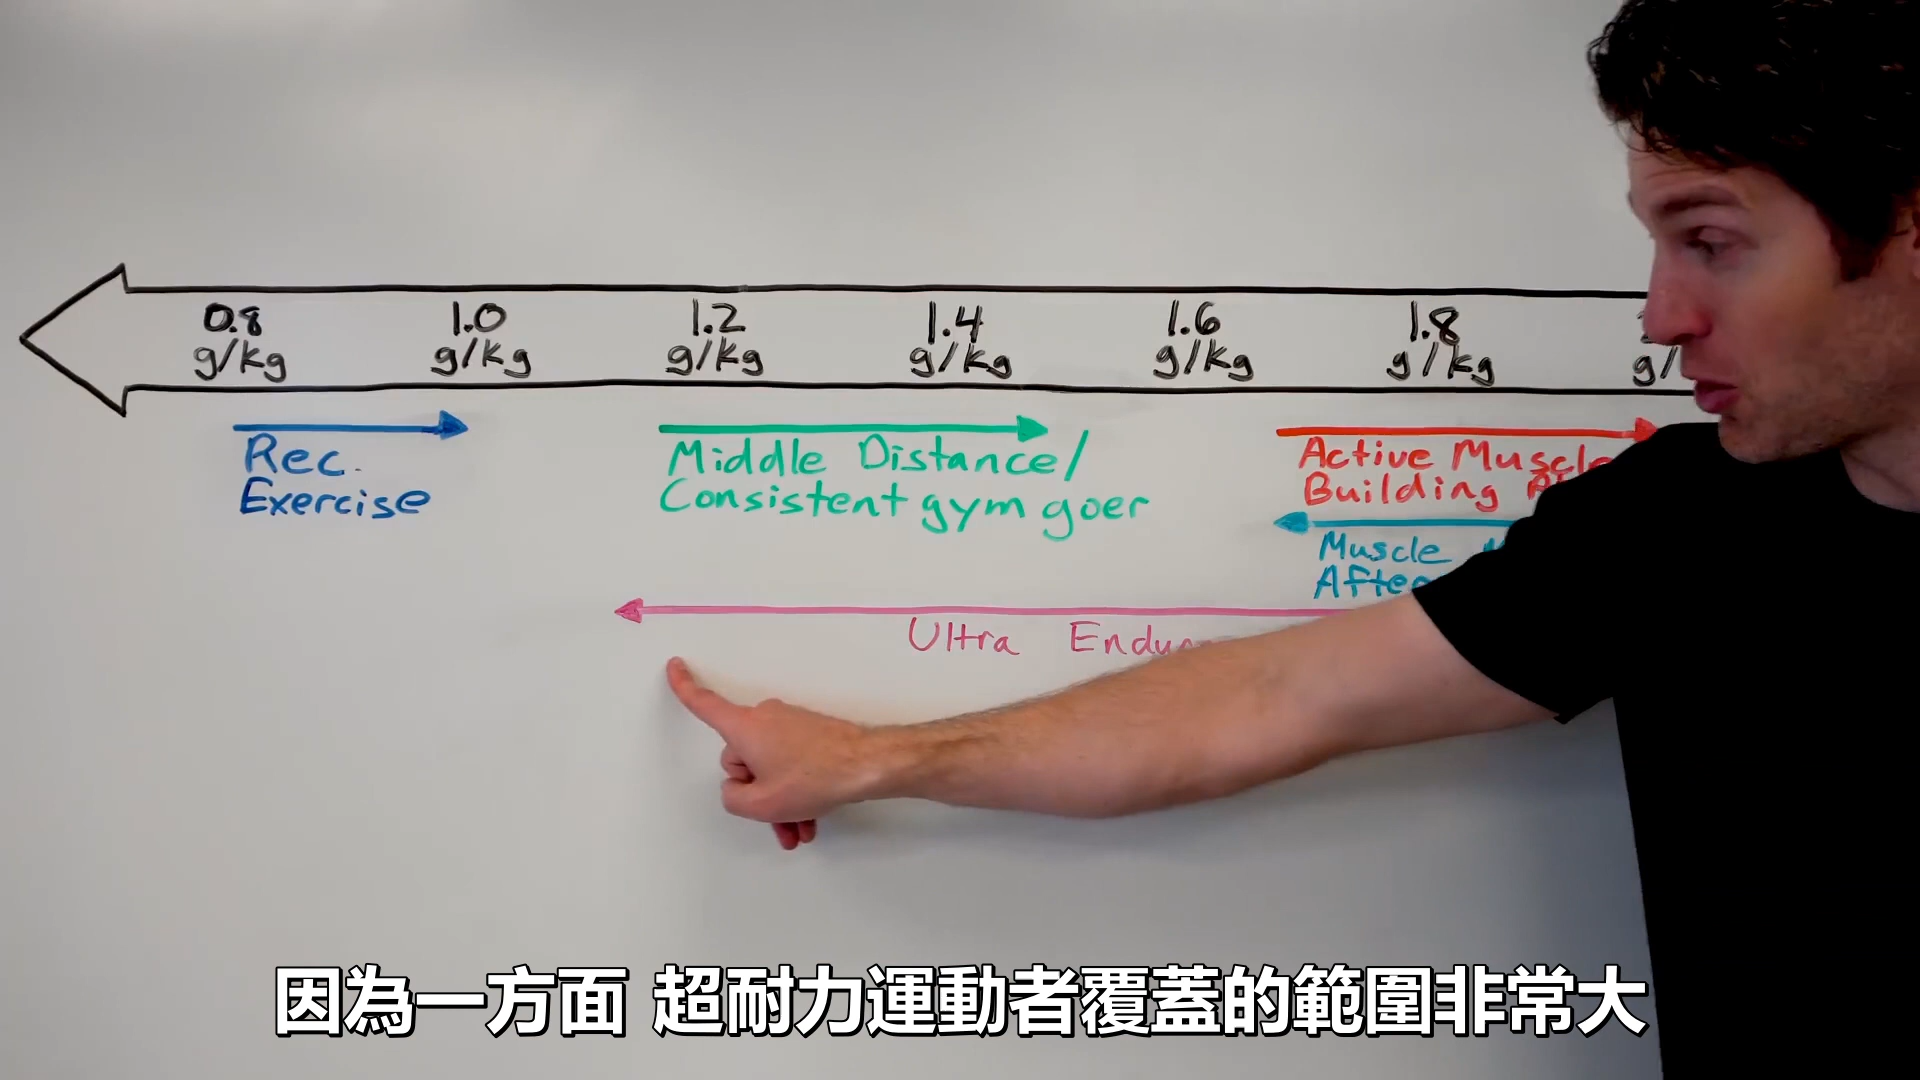 0.8 1.0 1.2 1.4 1.6 1.8
g/kg g/kg g/kg g/kg g/kg g/kg g/
Rec.
Exercise
Middle Distance/
Consistent gym goer
Active Muscle
Building
Muscle
After
Ultra
因為一方面 超耐力運動者覆蓋的範圍非常大